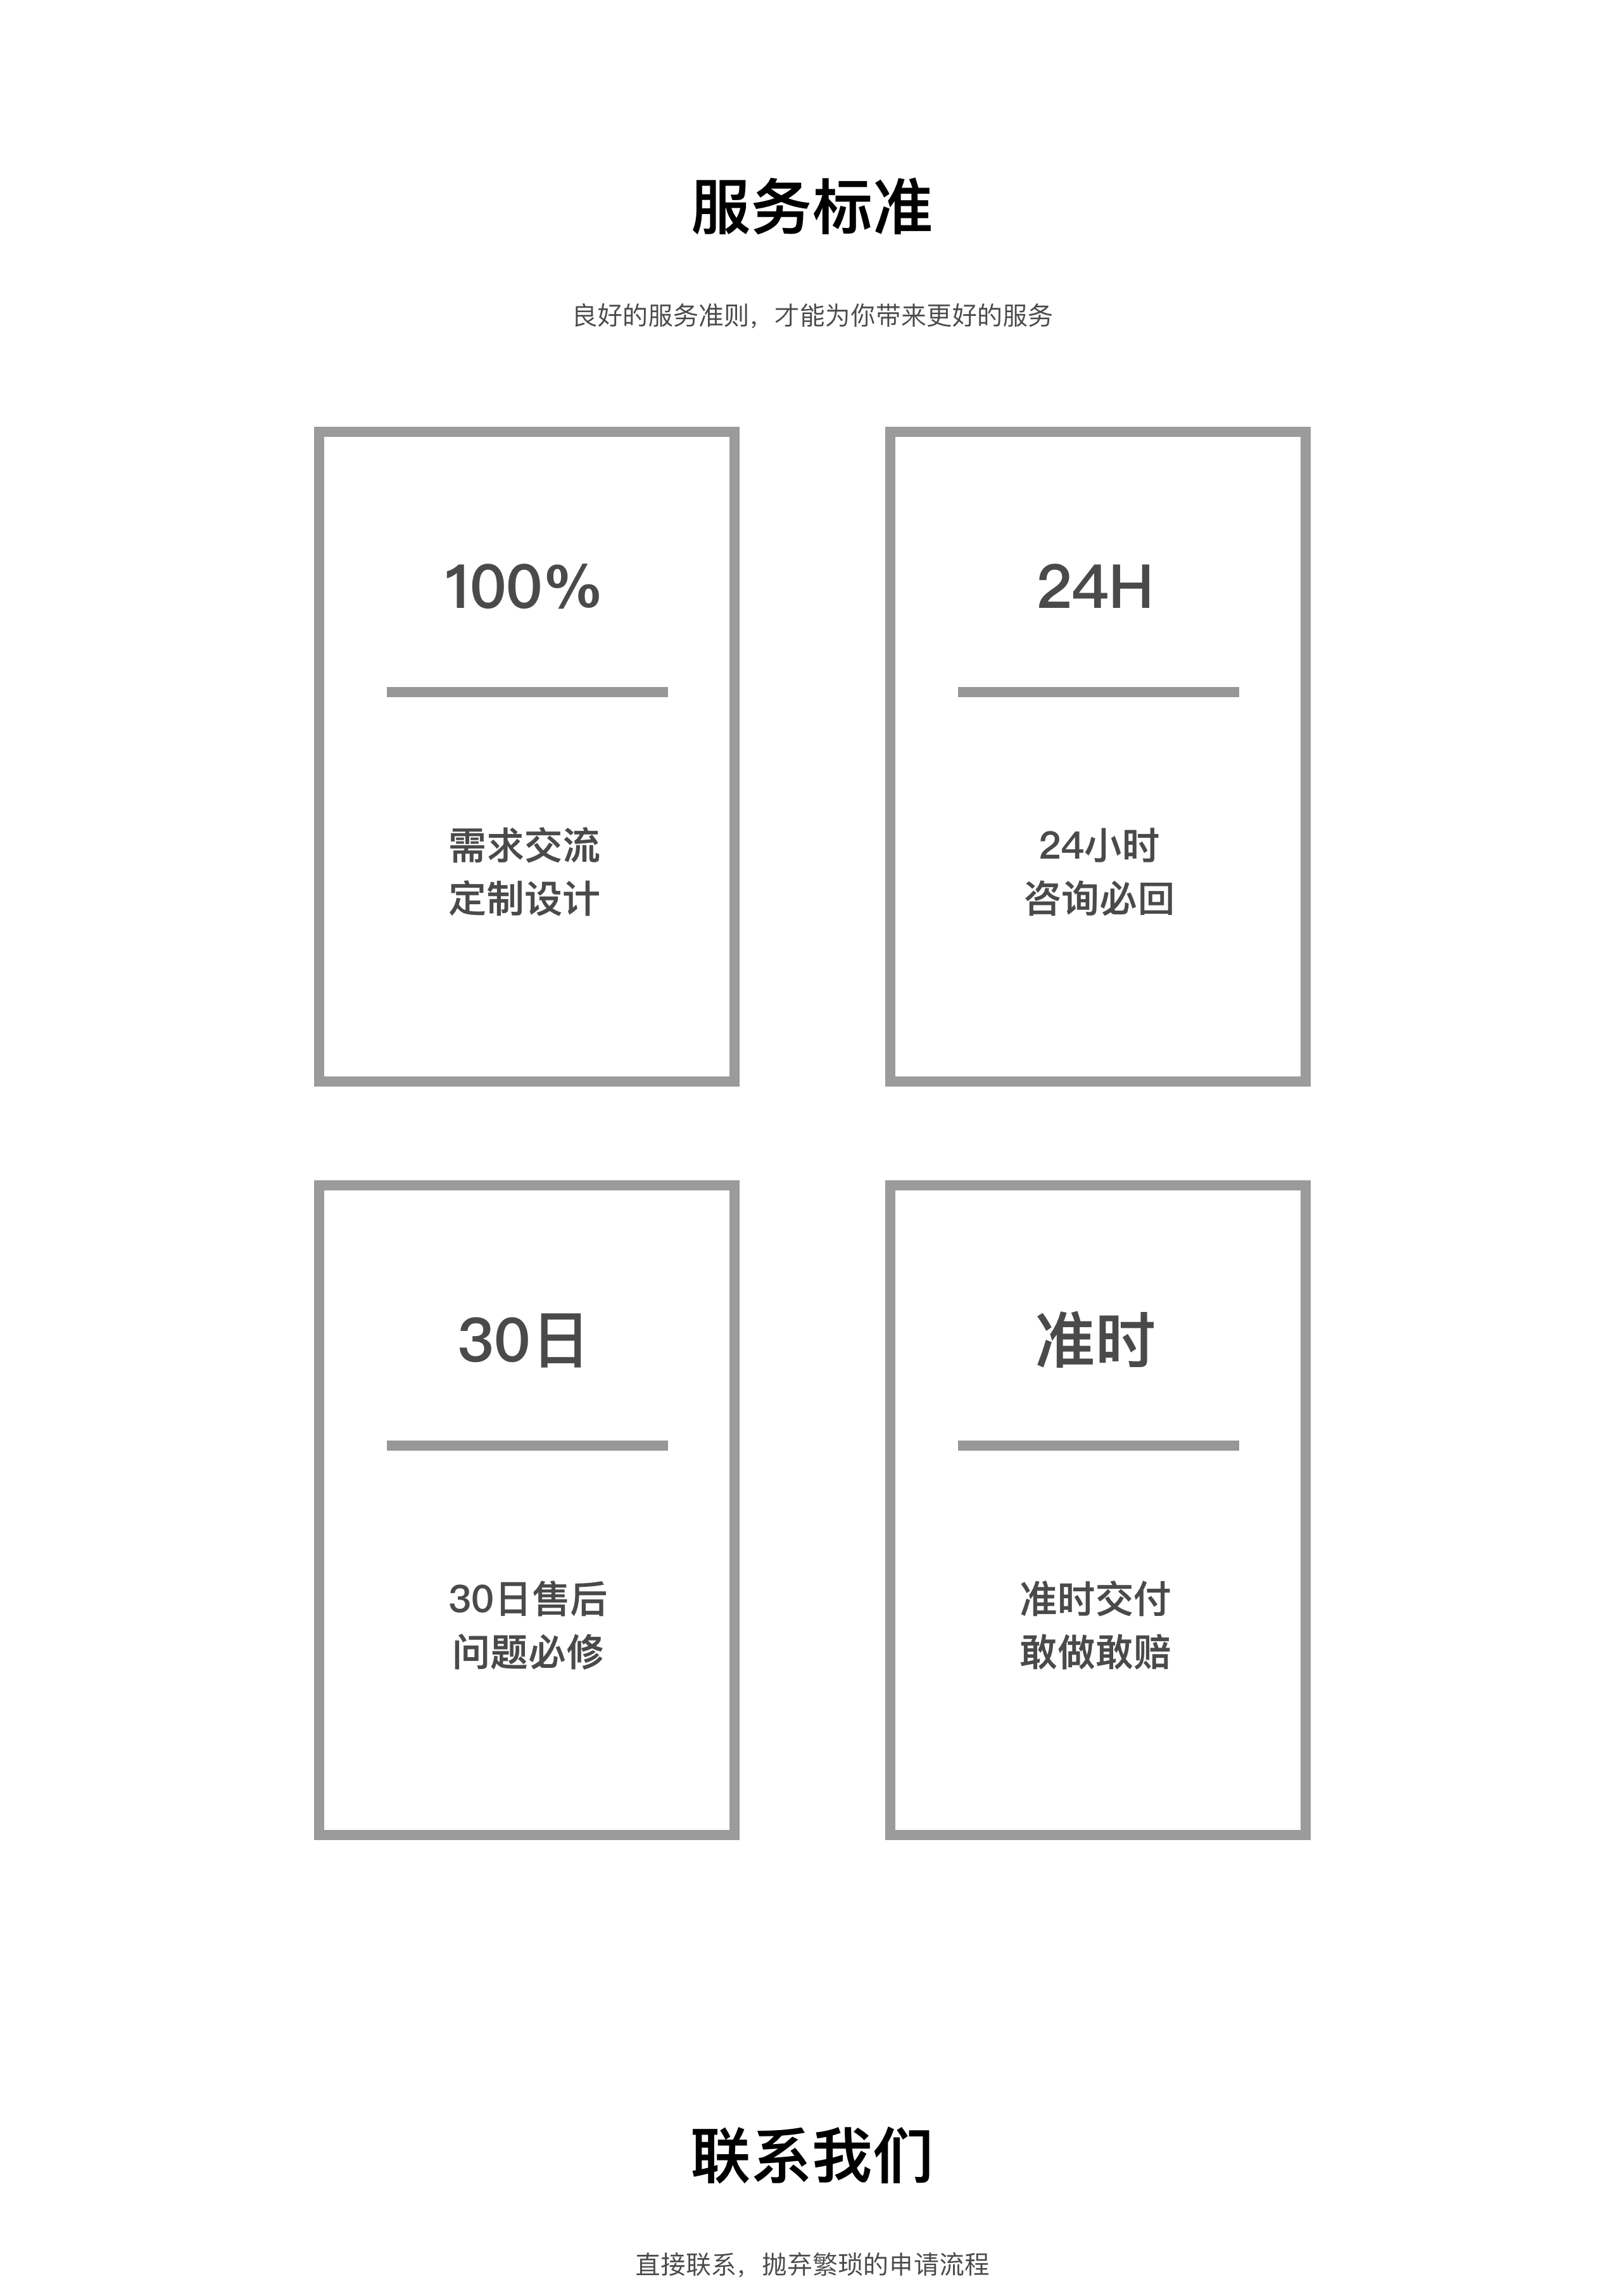 服务标准
良好的服务准则，才能为你带来更好的服务
100%
需求交流
定制设计
24H
24小时
咨询必回
30日
30日售后
问题必修
准时
准时交付
敢做敢赔
联系我们
直接联系，抛弃繁琐的申请流程